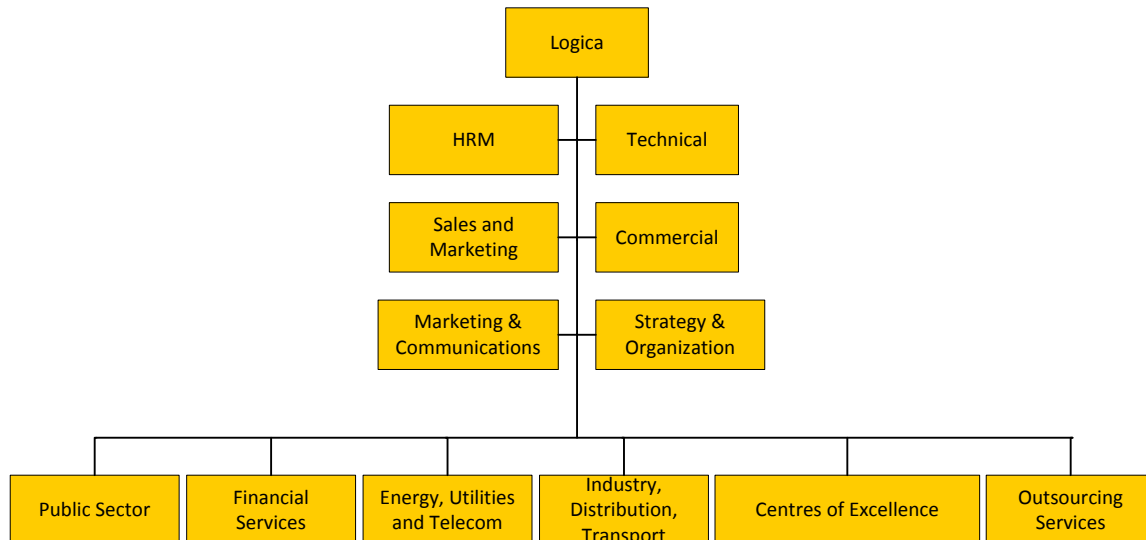 Logica
HRM
Technical
Sales and
Marketing
Commercial
Marketing &
Communications
Strategy &
Organization
Public Sector
Financial
Services
Energy, Utilities
and Telecom
Industry,
Distribution,
Transport
Centres of Excellence
Outsourcing
Services